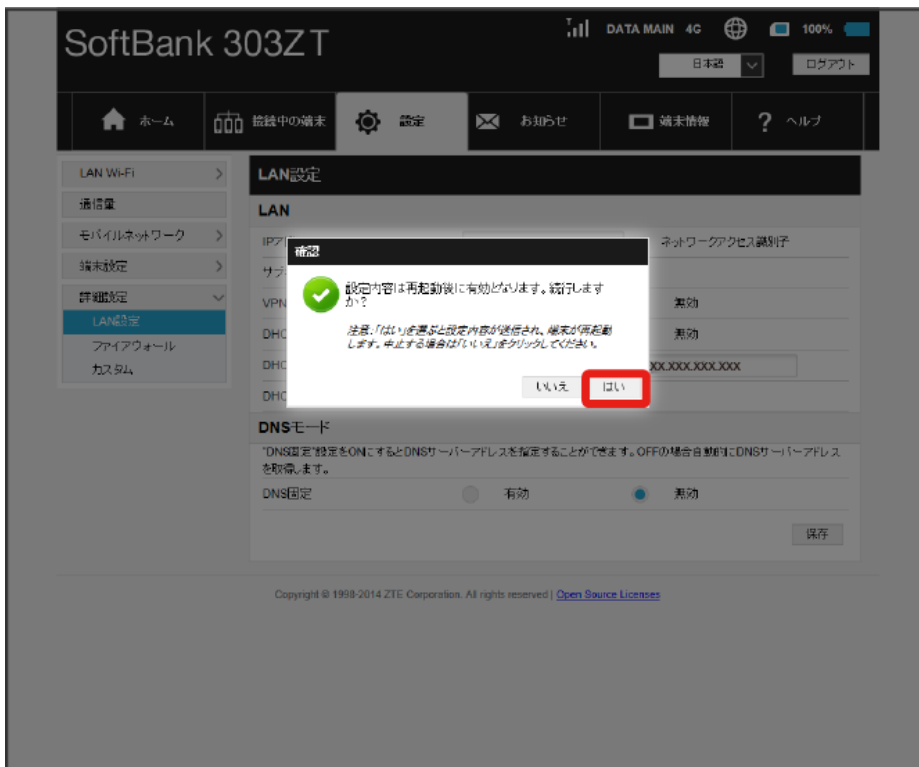 SoftBank 303ZT
DATA MAIN 4G 100%
日本語
ログアウト
ホーム
接続中の端末
設定
お知らせ
端末情報
? ヘルプ
LAN Wi-Fi
通信量
モバイルネットワーク
端末設定
詳細設定
LAN設定
ファイアウォール
カスタム
LAN設定
LAN
IPア
ネットワークアクセス識別子
サブ
VPN
無効
DHC
無効
DHC
XX.XXX.XXX.XXX
DHC
確認
設定内容は再起動後に有効となります。続行します
か?
注意:「はい」を選ぶと設定内容が送信され、端末が再起動
します。中止する場合は「いいえ」をクリックしてください。
いいえ
はい
DNSモード
"DNS固定"設定をONにするとDNSサーバーアドレスを指定することができます。OFFの場合自動的にDNSサーバーアドレス
を取得します。
DNS固定
有効
無効
保存
Copyright © 1998-2014 ZTE Corporation. All rights reserved | Open Source Licenses